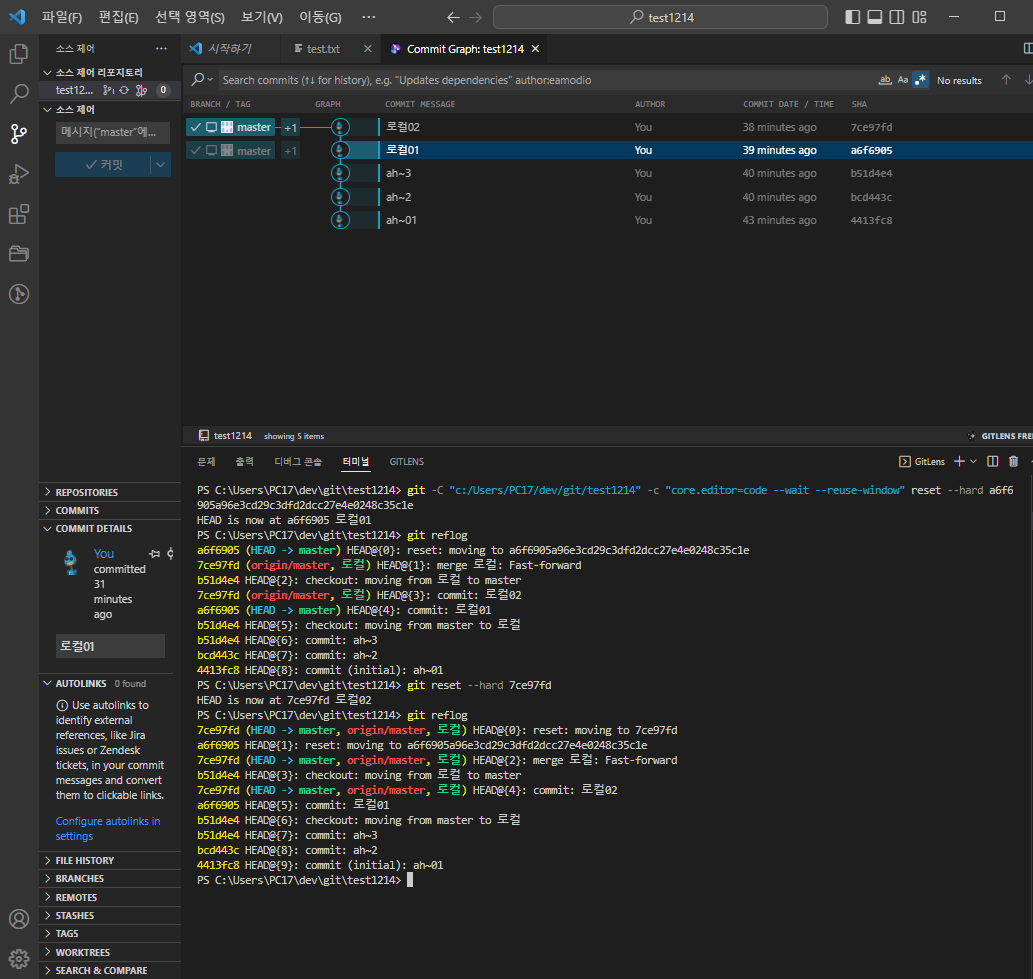 파일(F) 편집(E) 선택 영역(S) 보기(V) 이동(G) ··· test1214
소스 제어 ···
시작하기 test.txt Commit Graph: test1214
소스 제어 리포지토리
test12... 0
소스 제어
메시지("master"에...
커밋
Search commits (↑↓ for history), e.g. "Updates dependencies" author:eamodio ab Aa .* No results
BRANCH / TAG GRAPH COMMIT MESSAGE AUTHOR COMMIT DATE / TIME SHA
master +1 로컬02 You 38 minutes ago 7ce97fd
master +1 로컬01 You 39 minutes ago a6f6905
ah~3 You 40 minutes ago b51d4e4
ah~2 You 40 minutes ago bcd443c
ah~01 You 43 minutes ago 4413fc8
test1214 showing 5 items GITLENS FRE
REPOSITORIES
COMMITS
COMMIT DETAILS
You
committed
31
minutes
ago
로컬01
AUTOLINKS 0 found
Use autolinks to
identify external
references, like Jira
issues or Zendesk
tickets, in your commit
messages and convert
them to clickable links.
Configure autolinks in
settings
FILE HISTORY
BRANCHES
REMOTES
STASHES
TAGS
WORKTREES
SEARCH & COMPARE
문제 출력 디버그 콘솔 터미널 GITLENS GitLens
PS C:\Users\PC17\dev\git\test1214> git -C "c:/Users/PC17/dev/git/test1214" -c "core.editor=code --wait --reuse-window" reset --hard a6f6
905a96e3cd29c3dfd2dcc27e4e0248c35c1e
HEAD is now at a6f6905 로컬01
PS C:\Users\PC17\dev\git\test1214> git reflog
a6f6905 (HEAD -> master) HEAD@{0}: reset: moving to a6f6905a96e3cd29c3dfd2dcc27e4e0248c35c1e
7ce97fd (origin/master, 로컬) HEAD@{1}: merge 로컬: Fast-forward
b51d4e4 HEAD@{2}: checkout: moving from 로컬 to master
7ce97fd (origin/master, 로컬) HEAD@{3}: commit: 로컬02
a6f6905 (HEAD -> master) HEAD@{4}: commit: 로컬01
b51d4e4 HEAD@{5}: checkout: moving from master to 로컬
b51d4e4 HEAD@{6}: commit: ah~3
bcd443c HEAD@{7}: commit: ah~2
4413fc8 HEAD@{8}: commit (initial): ah~01
PS C:\Users\PC17\dev\git\test1214> git reset --hard 7ce97fd
HEAD is now at 7ce97fd 로컬02
PS C:\Users\PC17\dev\git\test1214> git reflog
7ce97fd (HEAD -> master, origin/master, 로컬) HEAD@{0}: reset: moving to 7ce97fd
a6f6905 HEAD@{1}: reset: moving to a6f6905a96e3cd29c3dfd2dcc27e4e0248c35c1e
7ce97fd (HEAD -> master, origin/master, 로컬) HEAD@{2}: merge 로컬: Fast-forward
b51d4e4 HEAD@{3}: checkout: moving from 로컬 to master
7ce97fd (HEAD -> master, origin/master, 로컬) HEAD@{4}: commit: 로컬02
a6f6905 HEAD@{5}: commit: 로컬01
b51d4e4 HEAD@{6}: checkout: moving from master to 로컬
b51d4e4 HEAD@{7}: commit: ah~3
bcd443c HEAD@{8}: commit: ah~2
4413fc8 HEAD@{9}: commit (initial): ah~01
PS C:\Users\PC17\dev\git\test1214>